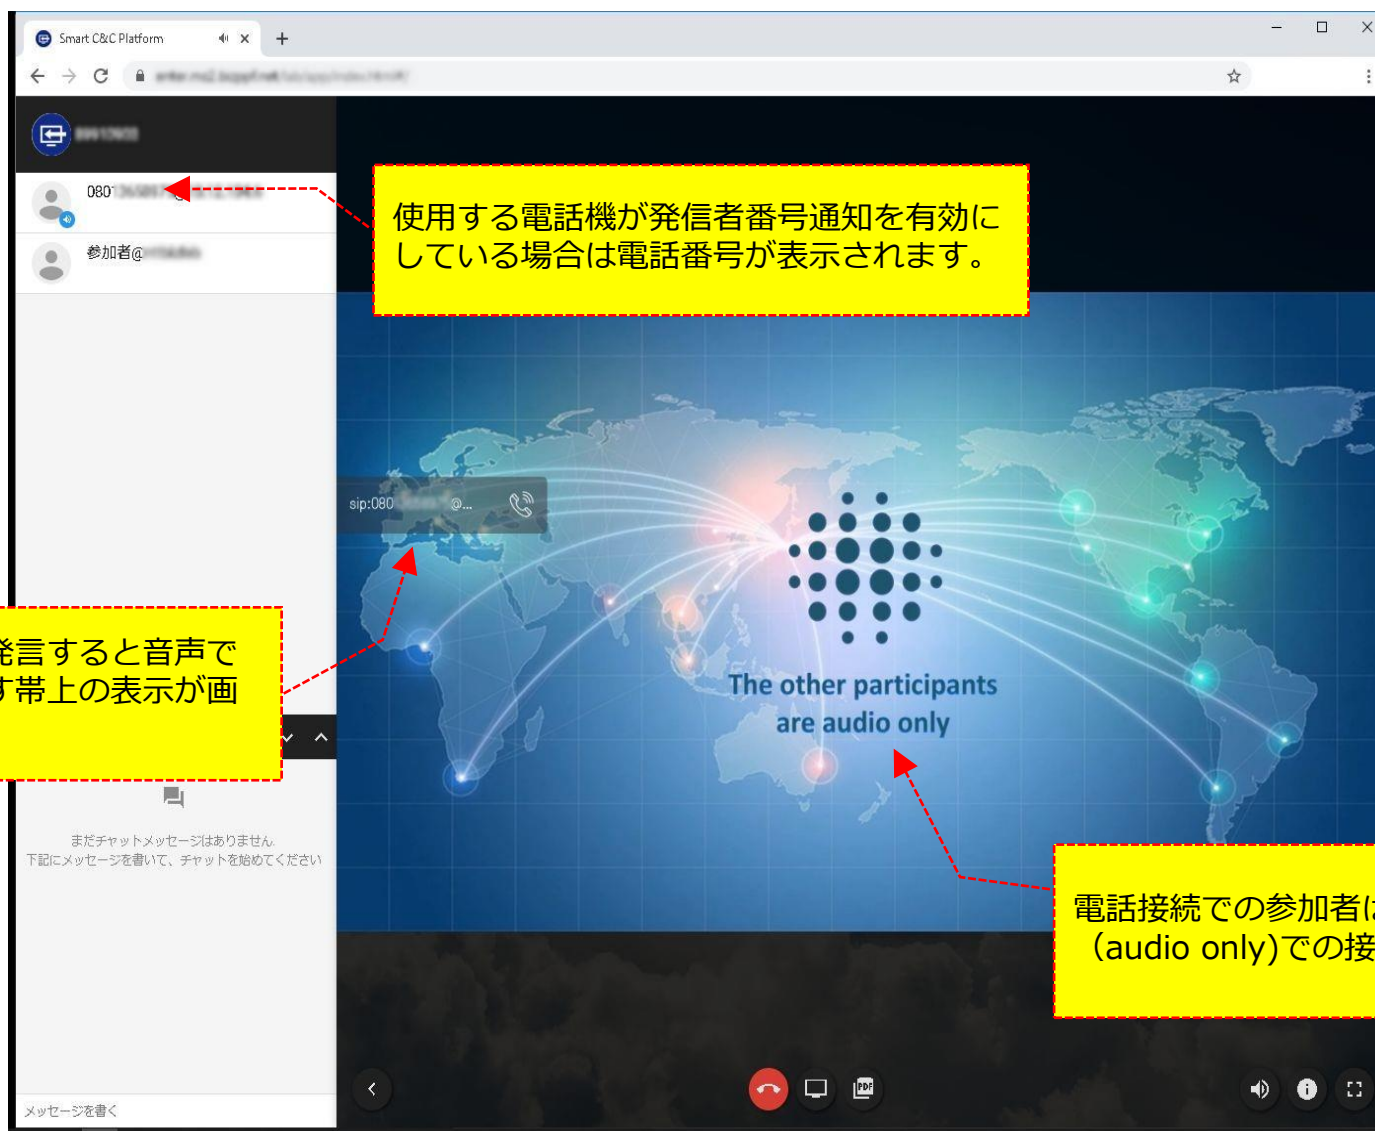 Smart C&C Platform
080
使用する電話機が発信者番号通知を有効に
している場合は電話番号が表示されます。
参加者@
sip:080
@...
発言すると音声で
す帯上の表示が画
The other participants
are audio only
まだチャットメッセージはありません.
下記にメッセージを書いて、チャットを始めてください
電話接続での参加者は
（audio only)での接
PDF
メッセージを書く